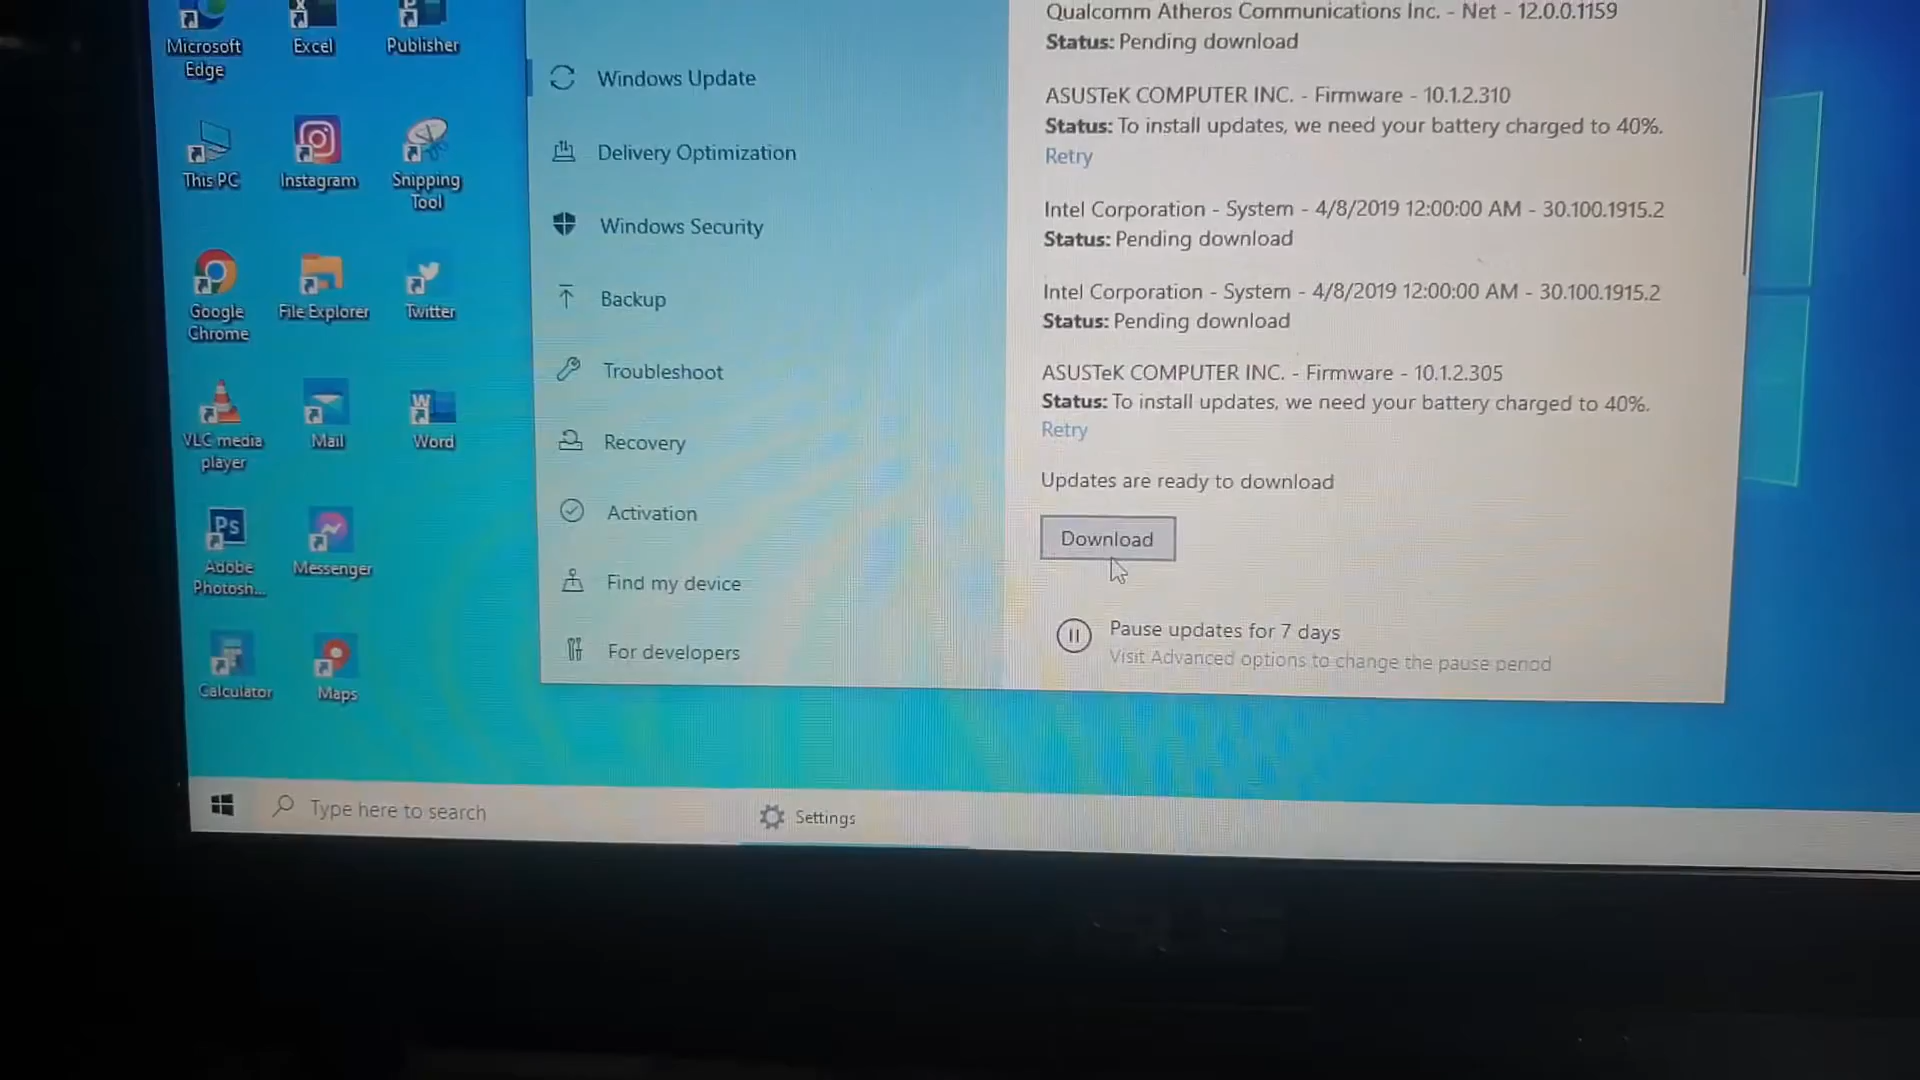 Microsoft
Edge
Excel
Publisher
This PC
Instagram
Snipping
Tool
Google
Chrome
File Explorer
Twitter
VLC media
player
Mail
Word
Ps
Adobe
Photosh...
Messenger
Calculator
Maps
Windows Update
Delivery Optimization
Windows Security
Backup
Troubleshoot
Recovery
Activation
Find my device
For developers
Qualcomm Atheros Communications Inc. - Net - 12.0.0.1159
Status: Pending download
ASUSTeK COMPUTER INC. - Firmware - 10.1.2.310
Status: To install updates, we need your battery charged to 40%.
Retry
Intel Corporation - System - 4/8/2019 12:00:00 AM - 30.100.1915.2
Status: Pending download
Intel Corporation - System - 4/8/2019 12:00:00 AM - 30.100.1915.2
Status: Pending download
ASUSTeK COMPUTER INC. - Firmware - 10.1.2.305
Status: To install updates, we need your battery charged to 40%.
Retry
Updates are ready to download
Download
Pause updates for 7 days
Visit Advanced options to change the pause period
Type here to search
Settings